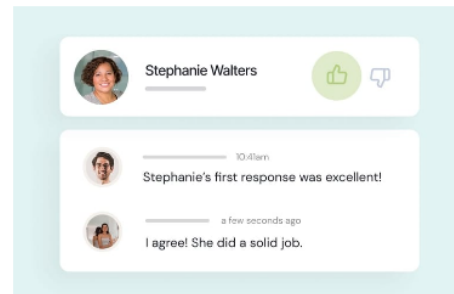 Stephanie Walters
10:41am
Stephanie's first response was excellent!
a few seconds ago
I agree! She did a solid job.